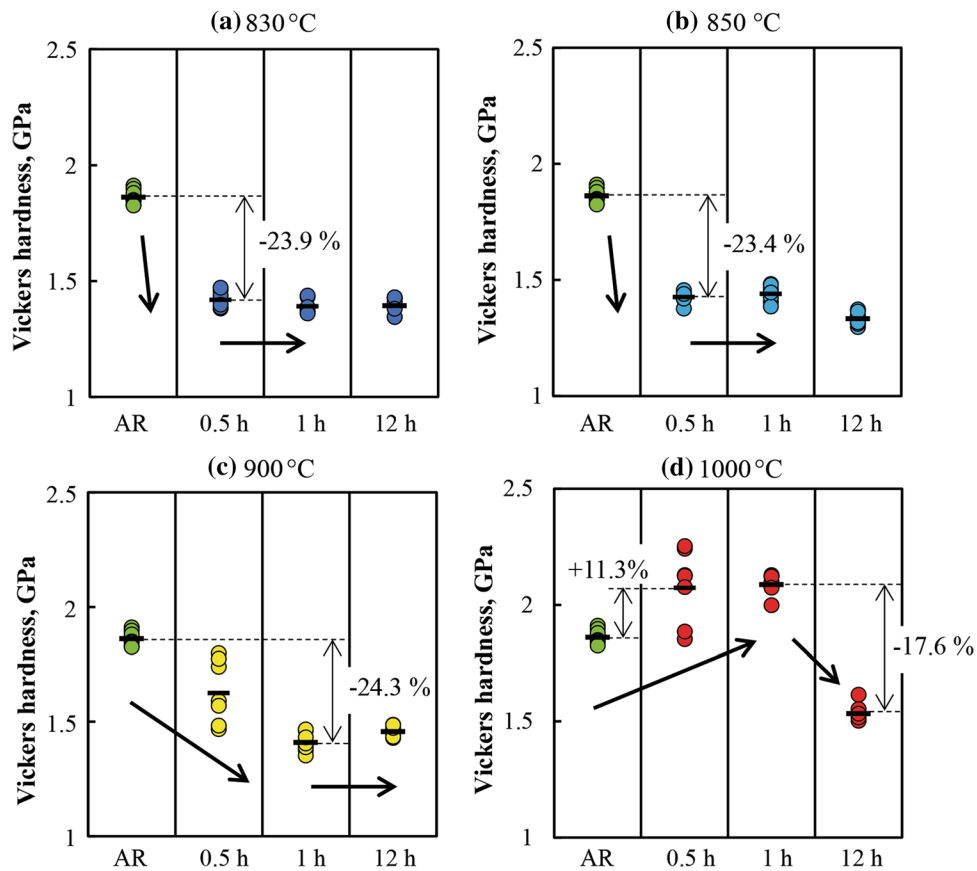 (a) 830 °C
2.5
2
1.5
1
Vickers hardness, GPa
-23.9 %
AR 0.5 h 1 h 12 h
(b) 850 °C
2.5
2
1.5
1
Vickers hardness, GPa
-23.4 %
AR 0.5 h 1 h 12 h
(c) 900 °C
2.5
2
1.5
1
Vickers hardness, GPa
-24.3 %
AR 0.5 h 1 h 12 h
(d) 1000 °C
2.5
2
1.5
1
Vickers hardness, GPa
+11.3%
-17.6 %
AR 0.5 h 1 h 12 h